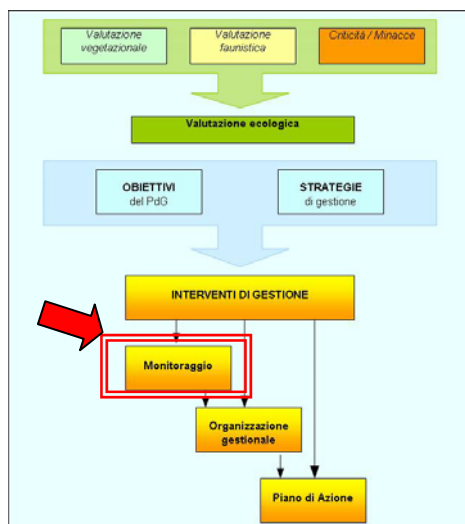 Valutazione
vegetazionale
Valutazione
faunistica
Criticità / Minacce
Valutazione ecologica
OBIETTIVI
del PdG
STRATEGIE
di gestione
INTERVENTI DI GESTIONE
Monitoraggio
Organizzazione
gestionale
Piano di Azione